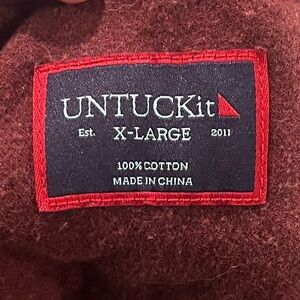 UNTUCKit
Est. X-LARGE 2011
100% COTTON
MADE IN CHINA